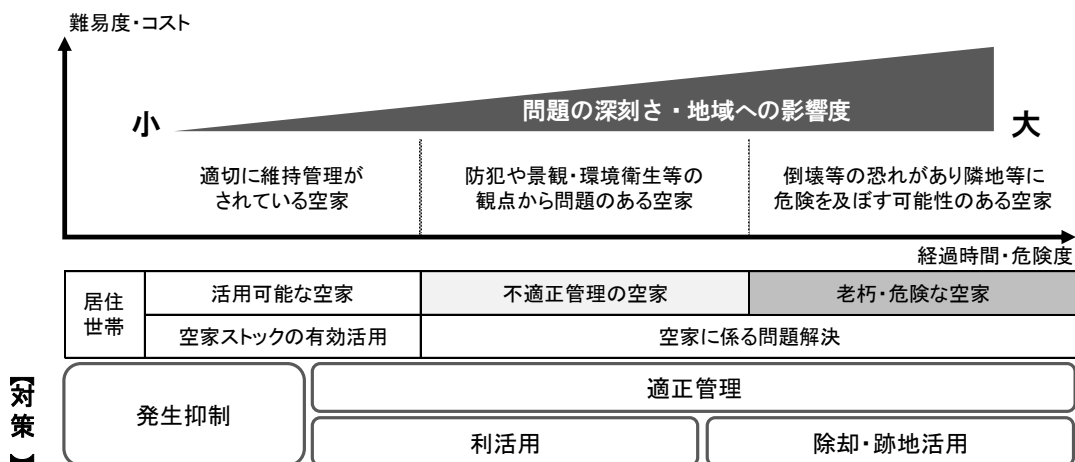 難易度・コスト
問題の深刻さ・地域への影響度
小
大
適切に維持管理が
されている空家
防犯や景観・環境衛生等の
観点から問題のある空家
倒壊等の恐れがあり隣地等に
危険を及ぼす可能性のある空家
経過時間・危険度
居住
世帯
活用可能な空家
不適正管理の空家
老朽・危険な空家
空家ストックの有効活用
空家に係る問題解決
【対策】
発生抑制
適正管理
利活用
除却・跡地活用